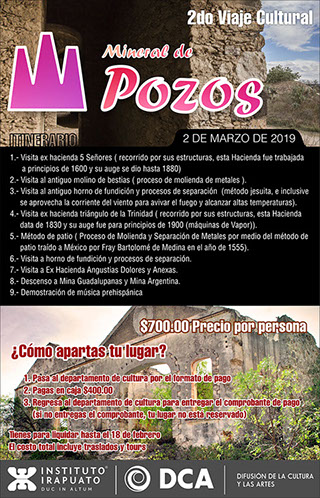 2do Viaje Cultural
Mineral de
Pozos
ITINERARIO
2 DE MARZO DE 2019
1.- Visita ex hacienda 5 Señores ( recorrido por sus estructuras, esta Hacienda fue trabajada
a principios de 1600 y su auge se dio hasta 1880)
2.- Visita al antiguo molino de bestias ( proceso de molienda de metales ).
3.- Visita al antiguo horno de fundición y procesos de separación (método jesuita, e inclusive
se aprovecha la corriente del viento para avivar el fuego y alcanzar altas temperaturas).
4.- Visita ex hacienda triángulo de la Trinidad ( recorrido por sus estructuras, esta Hacienda
data de 1830 y su auge fue para principios de 1900 (máquinas de Vapor)).
5.- Método de patio ( Proceso de Molienda y Separación de Metales por medio del método de
patio traído a México por Fray Bartolomé de Medina en el año de 1555).
6.- Visita a horno de fundición y procesos de separación.
7.- Visita a Ex Hacienda Angustias Dolores y Anexas.
8.- Descenso a Mina Guadalupanas y Mina Argentina.
9.- Demostración de música prehispánica
$700.00 Precio por persona
¿Cómo apartas tu lugar?
1. Pasa al departamento de cultura por el formato de pago
2. Pagas en caja $400.00
3. Regresa al departamento de cultura para entregar el comprobante de pago
(si no entregas el comprobante, tu lugar no está reservado)
Tienes para liquidar hasta el 18 de febrero
El costo total incluye traslados y tours
INSTITUTO
IRAPUATO
DUC IN ALTUM
DCA
DIFUSIÓN DE LA CULTURA
Y LAS ARTES